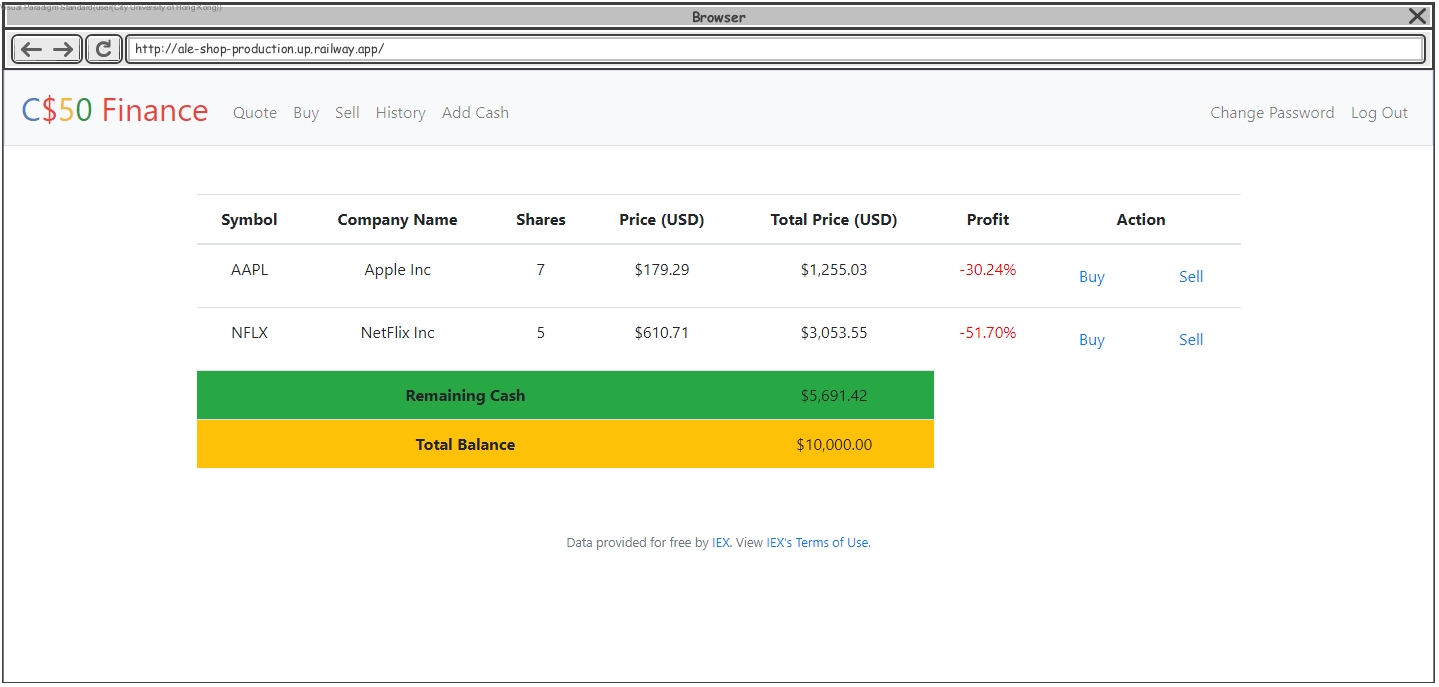 Visual Paradigm Standard(user(City University of Hong Kong))
Browser
http://ale-shop-production.up.railway.app/
C$50 Finance Quote Buy Sell History Add Cash Change Password Log Out
Symbol Company Name Shares Price (USD) Total Price (USD) Profit Action
AAPL Apple Inc 7 $179.29 $1,255.03 -30.24% Buy Sell
NFLX NetFlix Inc 5 $610.71 $3,053.55 -51.70% Buy Sell
Remaining Cash $5,691.42
Total Balance $10,000.00
Data provided for free by IEX. View IEX's Terms of Use.